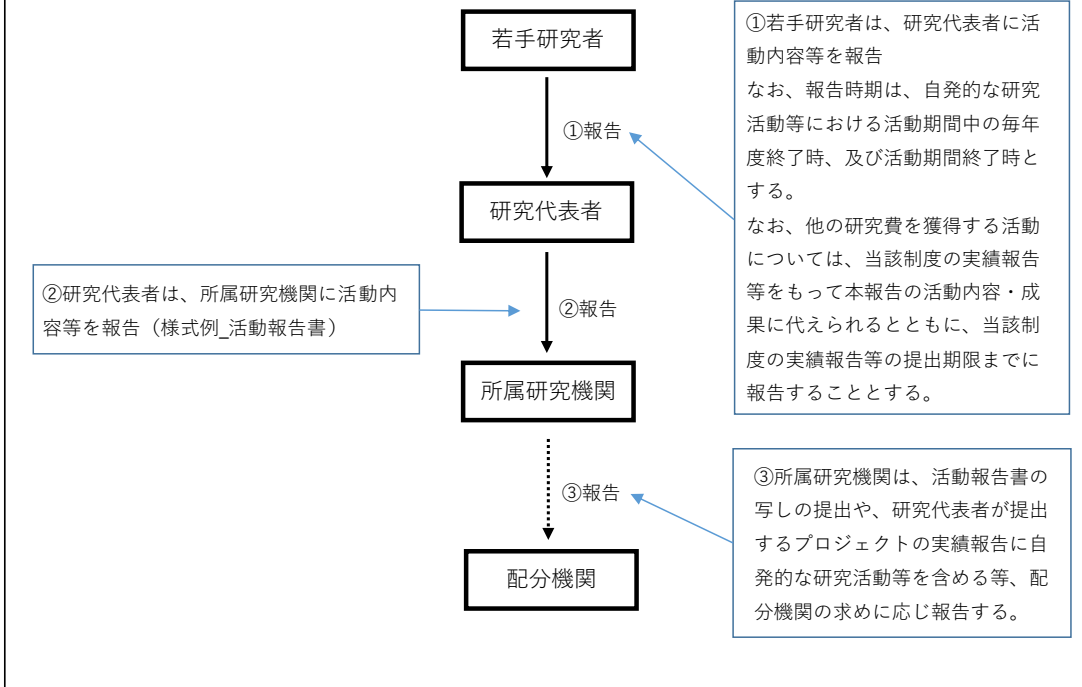 若手研究者
①報告
①若手研究者は、研究代表者に活
動内容等を報告
なお、報告時期は、自発的な研究
活動等における活動期間中の毎年
度終了時、及び活動期間終了時と
する。
なお、他の研究費を獲得する活動
については、当該制度の実績報告
等をもって本報告の活動内容・成
果に代えられるとともに、当該制
度の実績報告等の提出期限までに
報告することとする。
研究代表者
②研究代表者は、所属研究機関に活動内
容等を報告（様式例_活動報告書）
②報告
所属研究機関
③報告
③所属研究機関は、活動報告書の
写しの提出や、研究代表者が提出
するプロジェクトの実績報告に自
発的な研究活動等を含める等、配
分機関の求めに応じ報告する。
配分機関